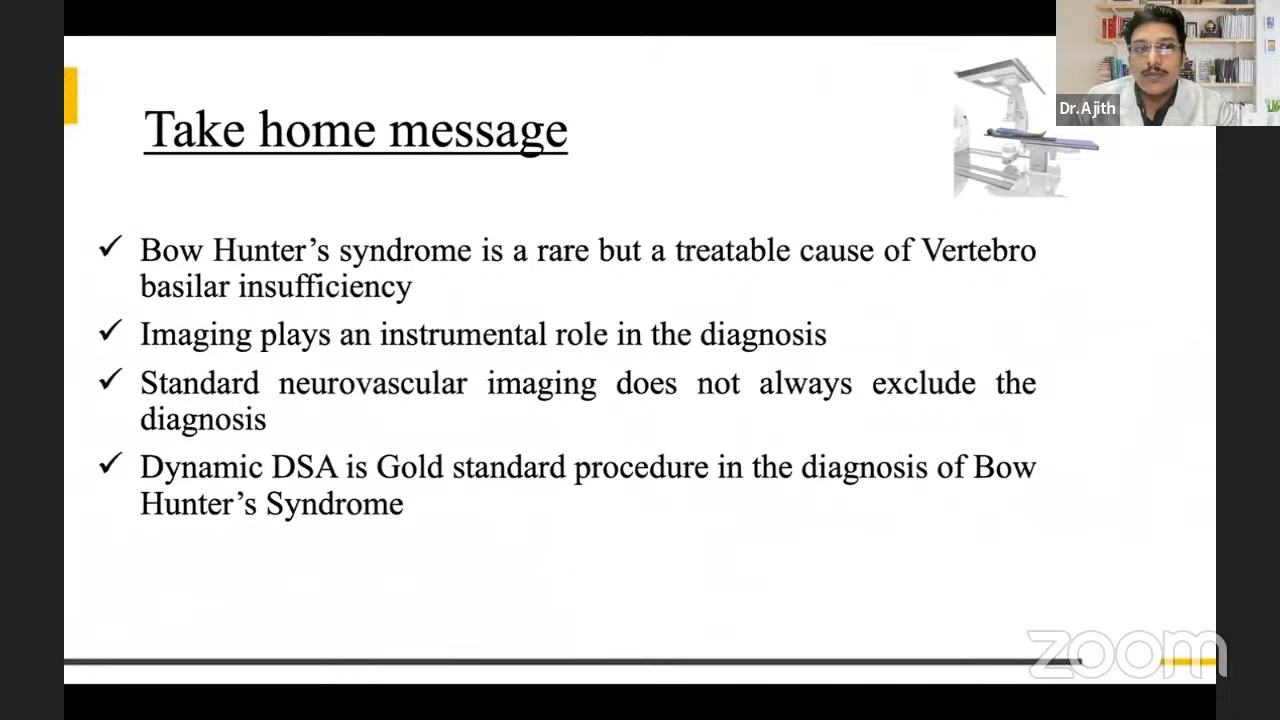 Take home message
Dr.Ajith
✓ Bow Hunter’s syndrome is a rare but a treatable cause of Vertebro
basilar insufficiency
✓ Imaging plays an instrumental role in the diagnosis
✓ Standard neurovascular imaging does not always exclude the
diagnosis
✓ Dynamic DSA is Gold standard procedure in the diagnosis of Bow
Hunter’s Syndrome
zoom